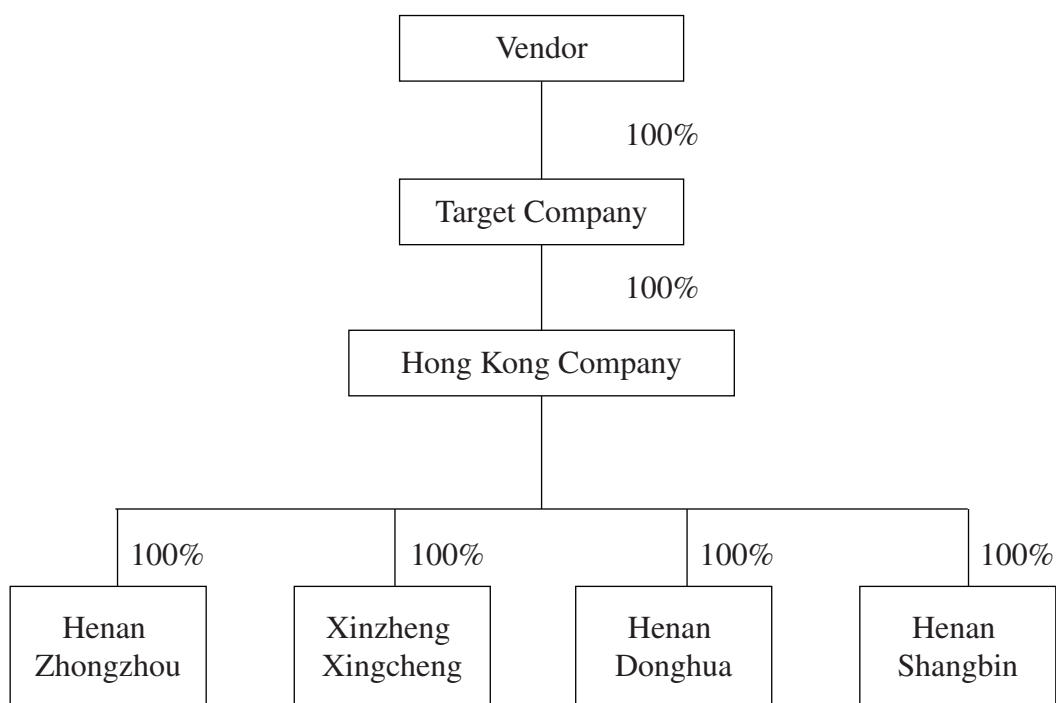 Vendor
100%
Target Company
100%
Hong Kong Company
100%
100%
100%
100%
Henan
Zhongzhou
Xinzheng
Xingcheng
Henan
Donghua
Henan
Shangbin